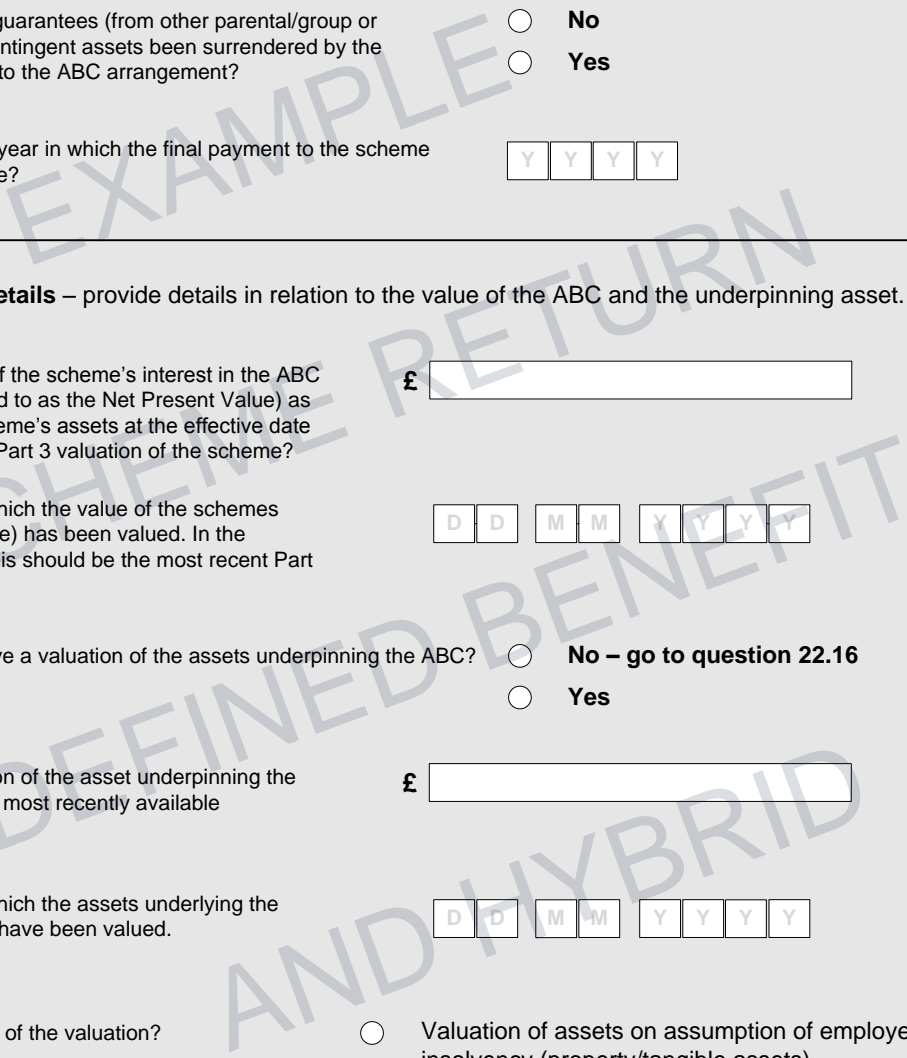 guarantees (from other parental/group or
No
ntingent assets been surrendered by the
to the ABC arrangement?
Yes
year in which the final payment to the scheme
e?
Y Y Y Y
etails – provide details in relation to the value of the ABC and the underpinning asset.
f the scheme's interest in the ABC
£
d to as the Net Present Value) as
eme's assets at the effective date
Part 3 valuation of the scheme?
hich the value of the schemes
e) has been valued. In the
D D M M Y Y Y Y
is should be the most recent Part
ve a valuation of the assets underpinning the ABC?
No – go to question 22.16
Yes
on of the asset underpinning the
£
most recently available
hich the assets underlying the
have been valued.
D D M M Y Y Y Y
of the valuation?
Valuation of assets on assumption of employe
insolvency (property/tangible assets)
EXAMPLE
SCHEME RETURN
DEFINED BENEFIT
AND HYBRID